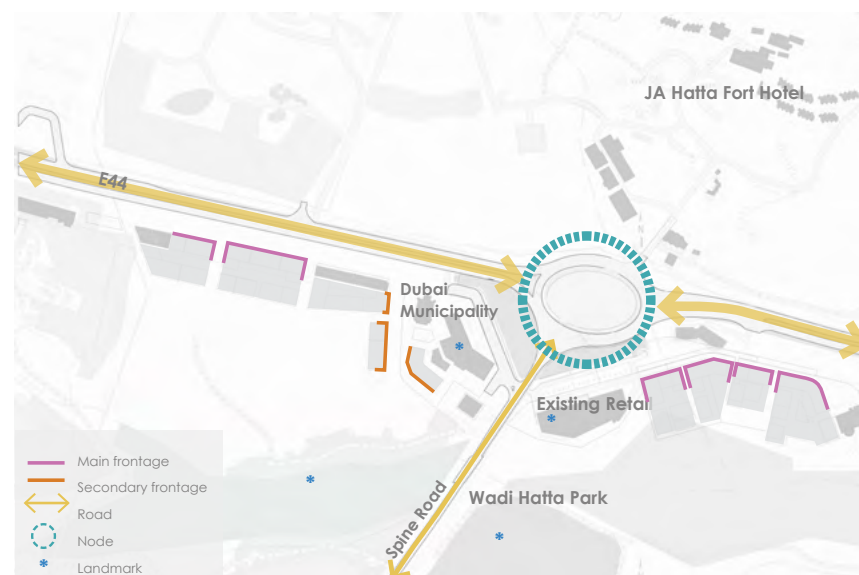 JA Hatta Fort Hotel
E44
Dubai
Municipality
Existing Retal
Wadi Hatta Park
Spine Road
Main frontage
Secondary frontage
Road
Node
Landmark